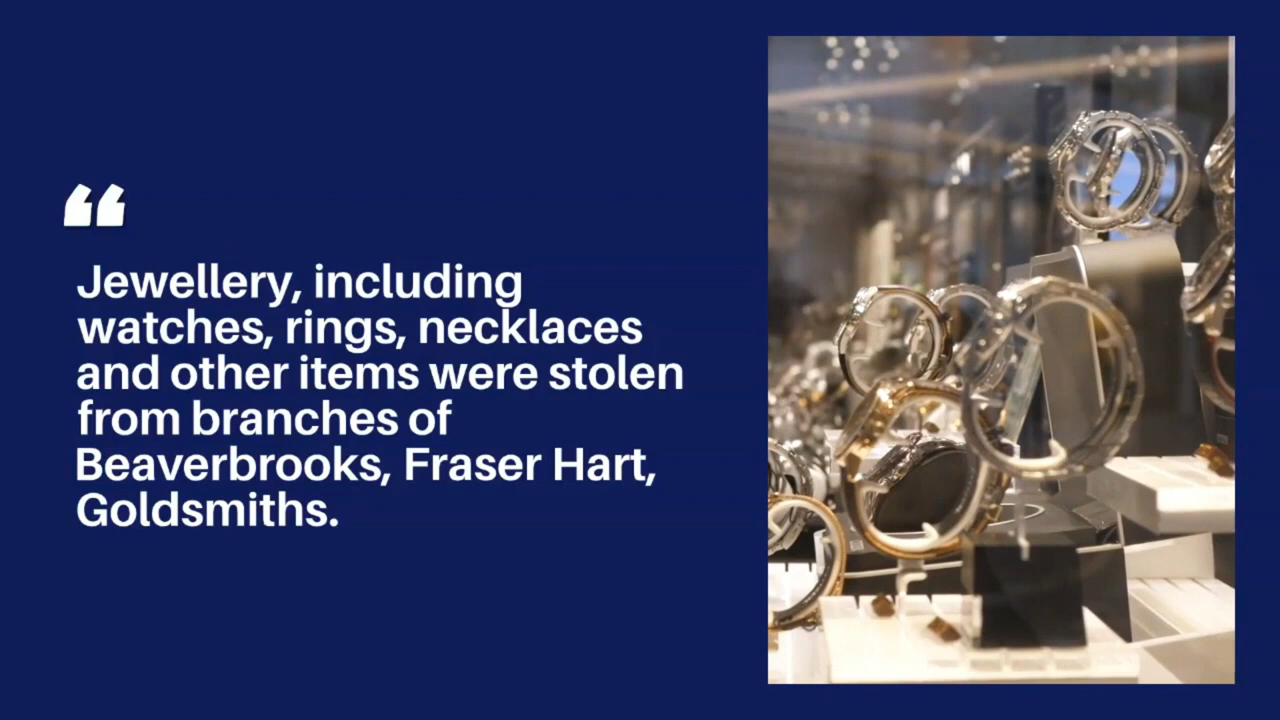 “
Jewellery, including
watches, rings, necklaces
and other items were stolen
from branches of
Beaverbrooks, Fraser Hart,
Goldsmiths.